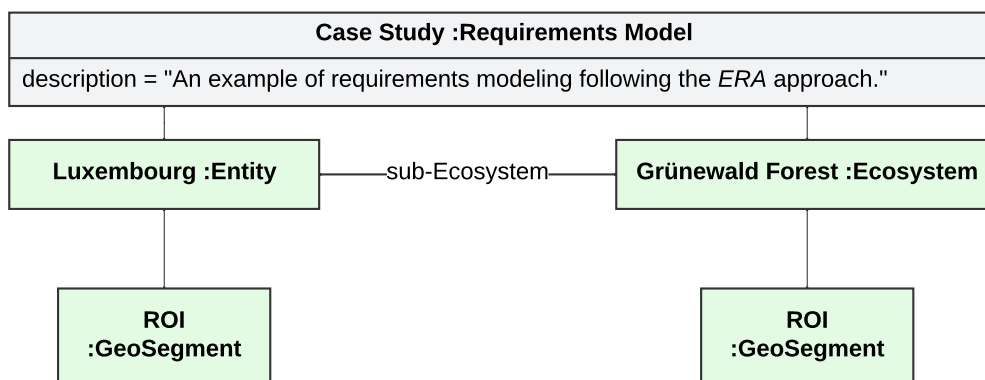 Case Study :Requirements Model
description = "An example of requirements modeling following the ERA approach."
Luxembourg :Entity
sub-Ecosystem
Grünewald Forest :Ecosystem
ROI
:GeoSegment
ROI
:GeoSegment